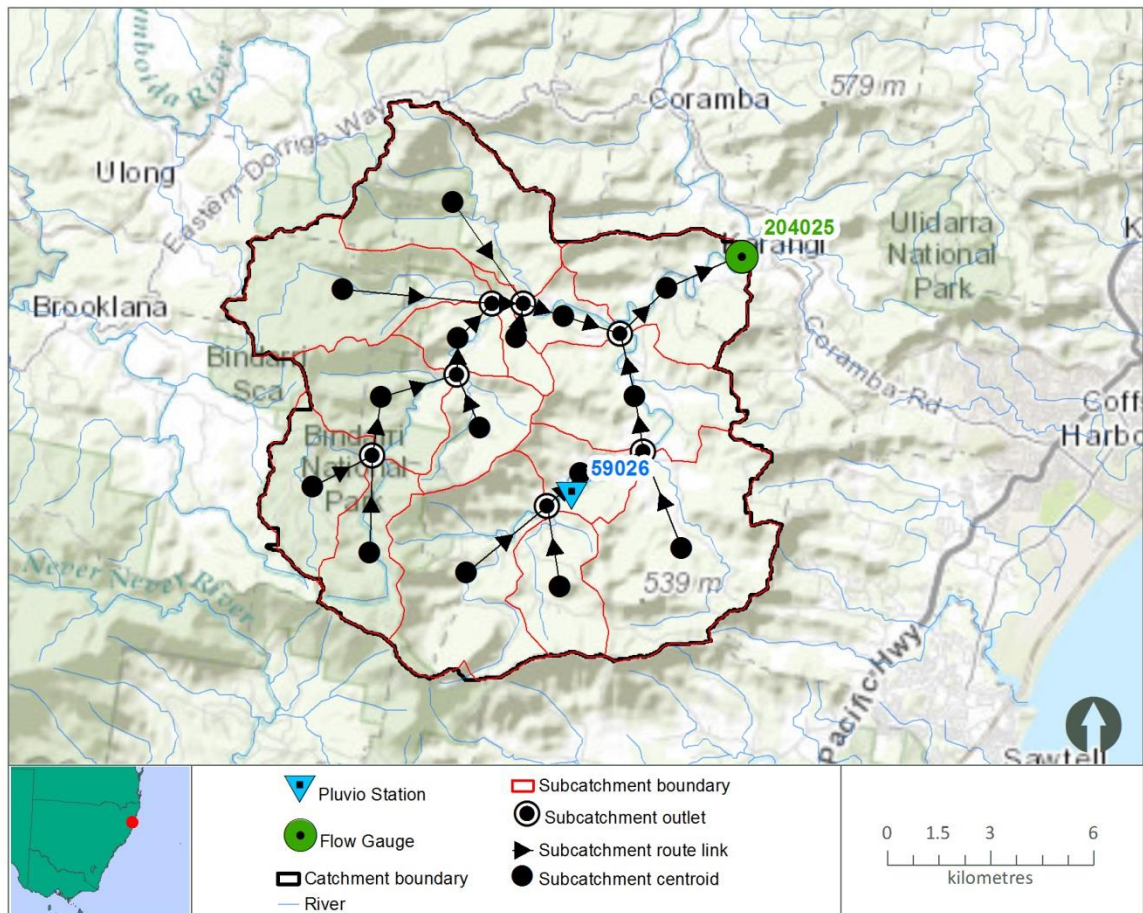 Coramba
579 m
Eastern Dorrige Way
Ulong
204025
Karangi
Ulidarra
National
Park
Brooklana
Bindarri
Sca
Coramba-Rd
Coffs
Harbo
Bindarri
National
Park
59026
Never Never River
539 m
Pacific Hwy
Sawtell
Pluvio Station
Flow Gauge
Catchment boundary
River
Subcatchment boundary
Subcatchment outlet
Subcatchment route link
Subcatchment centroid
0 1.5 3 6
kilometres